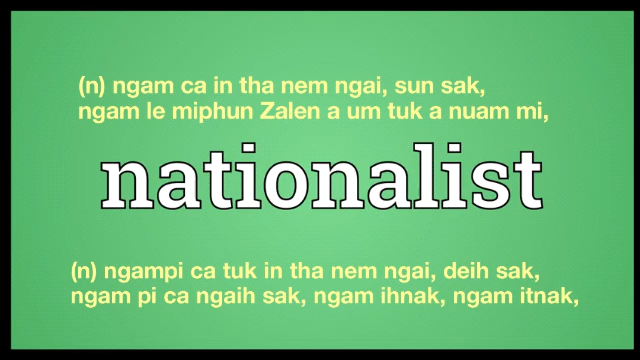 (n) ngam ca in tha nem ngai, sun sak,
ngam le miphun Zalen a um tuk a nuam mi,
nationalist
(n) ngampi ca tuk in tha nem ngai, deih sak,
ngam pi ca ngaih sak, ngam ihnak, ngam itnak,